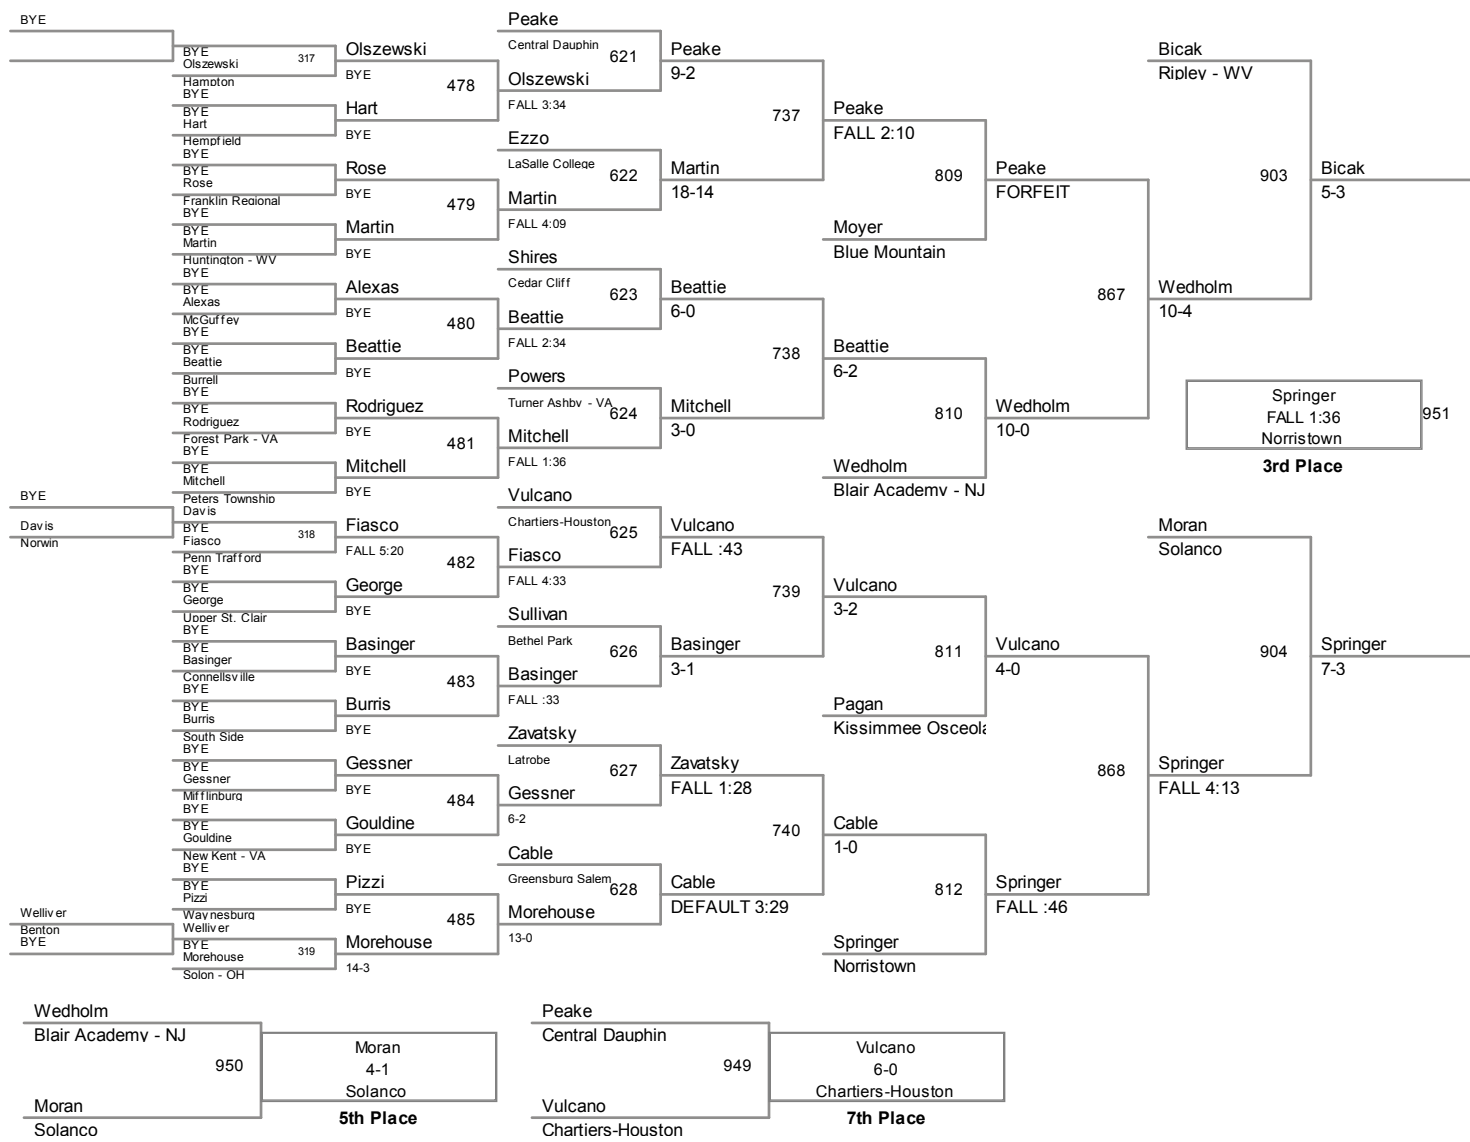 BYE
BYE
Olszewski
317
Hampton
BYE
BYE
Hart
Hempfield
BYE
BYE
Rose
Franklin Regional
BYE
BYE
Martin
Huntington - WV
BYE
BYE
Alexas
McGuffey
BYE
BYE
Beattie
Burrell
BYE
BYE
Rodriguez
Forest Park - VA
BYE
BYE
Mitchell
Peters Township
BYE
Davis
Norwin
Davis
BYE
Fiasco
318
Penn Trafford
BYE
BYE
George
Upper St. Clair
BYE
BYE
Basinger
Connellsville
BYE
BYE
Burris
South Side
BYE
BYE
Gessner
Mifflinburg
BYE
BYE
Gouldine
New Kent - VA
BYE
BYE
Pizzi
Waynesburg
Welliver
Benton
BYE
Welliver
BYE
Morehouse
319
Solon - OH
Olszewski
BYE
478
Hart
BYE
Rose
BYE
479
Martin
BYE
Alexas
BYE
480
Beattie
BYE
Rodriguez
BYE
481
Mitchell
BYE
Fiasco
FALL 5:20
482
George
BYE
Basinger
BYE
483
Burris
BYE
Gessner
BYE
484
Gouldine
BYE
Pizzi
BYE
485
Morehouse
14-3
Peake
Central Dauphin
621
Olszewski
FALL 3:34
Ezzo
LaSalle College
622
Martin
FALL 4:09
Shires
Cedar Cliff
623
Beattie
FALL 2:34
Powers
Turner Ashby - VA
624
Mitchell
FALL 1:36
Vulcano
Chartiers-Houston
625
Fiasco
FALL 4:33
Sullivan
Bethel Park
626
Basinger
FALL :33
Zavatsky
Latrobe
627
Gessner
6-2
Cable
Greensburg Salem
628
Morehouse
13-0
Peake
9-2
737
Martin
18-14
Beattie
6-0
738
Mitchell
3-0
Vulcano
FALL :43
739
Basinger
3-1
Zavatsky
FALL 1:28
740
Cable
DEFAULT 3:29
Peake
FALL 2:10
809
Moyer
Blue Mountain
Beattie
6-2
810
Wedholm
Blair Academy - NJ
Vulcano
3-2
811
Pagan
Kissimmee Osceola
Cable
1-0
812
Springer
Norristown
Peake
FORFEIT
867
Wedholm
10-0
Vulcano
4-0
868
Springer
FALL :46
Bicak
Ripley - WV
903
Wedholm
10-4
Moran
Solanco
904
Springer
FALL 4:13
Bicak
5-3
Springer
7-3
Springer
FALL 1:36
Norristown
951
3rd Place
Wedholm
Blair Academy - NJ
950
Moran
Solanco
Moran
4-1
Solanco
5th Place
Peake
Central Dauphin
949
Vulcano
Chartiers-Houston
Vulcano
6-0
Chartiers-Houston
7th Place